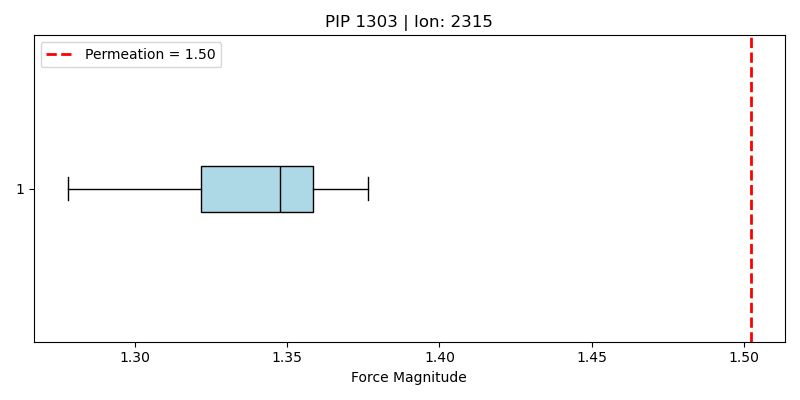 PIP 1303 | Ion: 2315
Permeation = 1.50
1
1.30 1.35 1.40 1.45 1.50
Force Magnitude